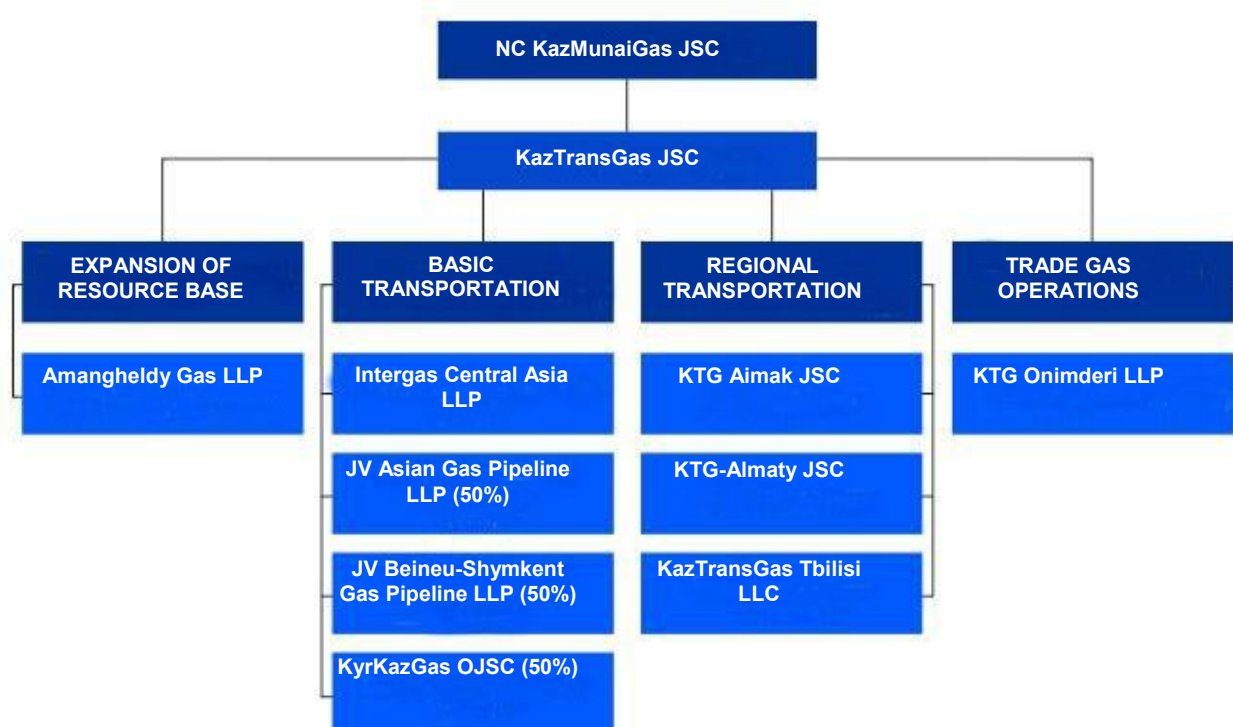 NC KazMunaiGas JSC
KazTransGas JSC
EXPANSION OF
RESOURCE BASE
Amangheldy Gas LLP
BASIC
TRANSPORTATION
Intergas Central Asia
LLP
JV Asian Gas Pipeline
LLP (50%)
JV Beineu-Shymkent
Gas Pipeline LLP (50%)
KyrKazGas OJSC (50%)
REGIONAL
TRANSPORTATION
KTG Aimak JSC
KTG-Almaty JSC
KazTransGas Tbilisi
LLC
TRADE GAS
OPERATIONS
KTG Onimderi LLP